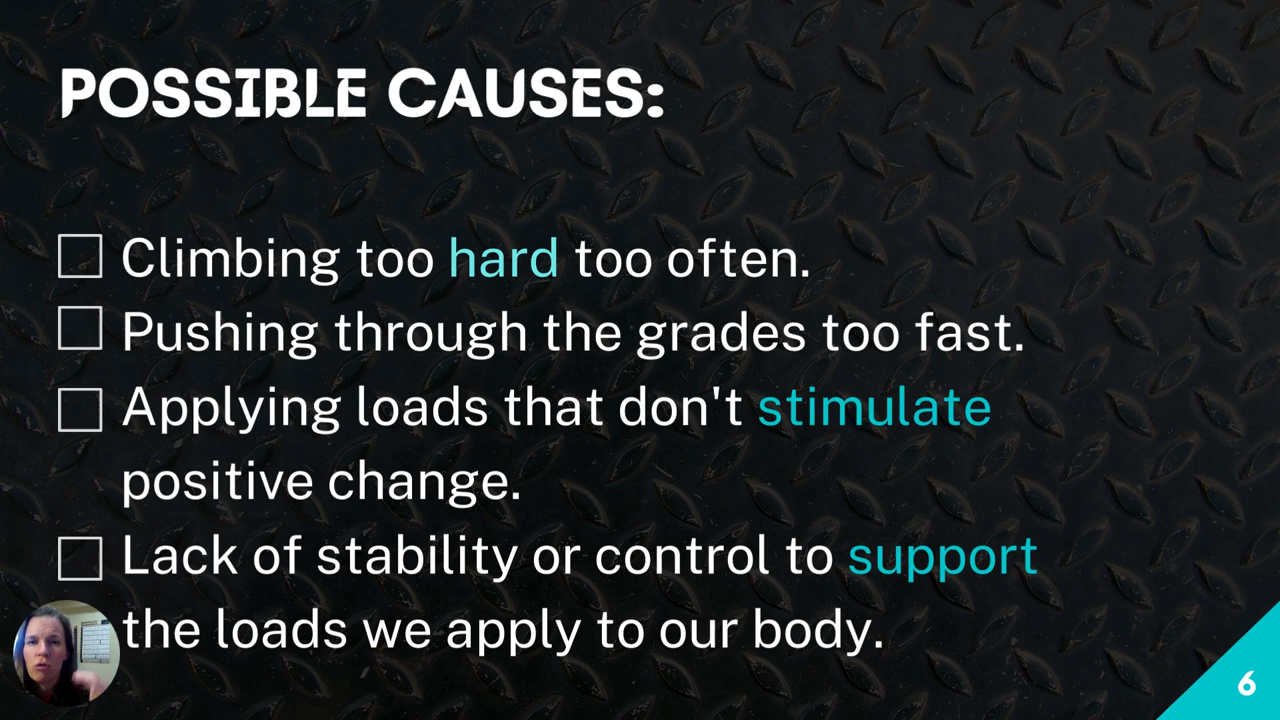 POSSIBLE CAUSES:
Climbing too hard too often.
Pushing through the grades too fast.
Applying loads that don't stimulate
positive change.
Lack of stability or control to support
the loads we apply to our body.
6